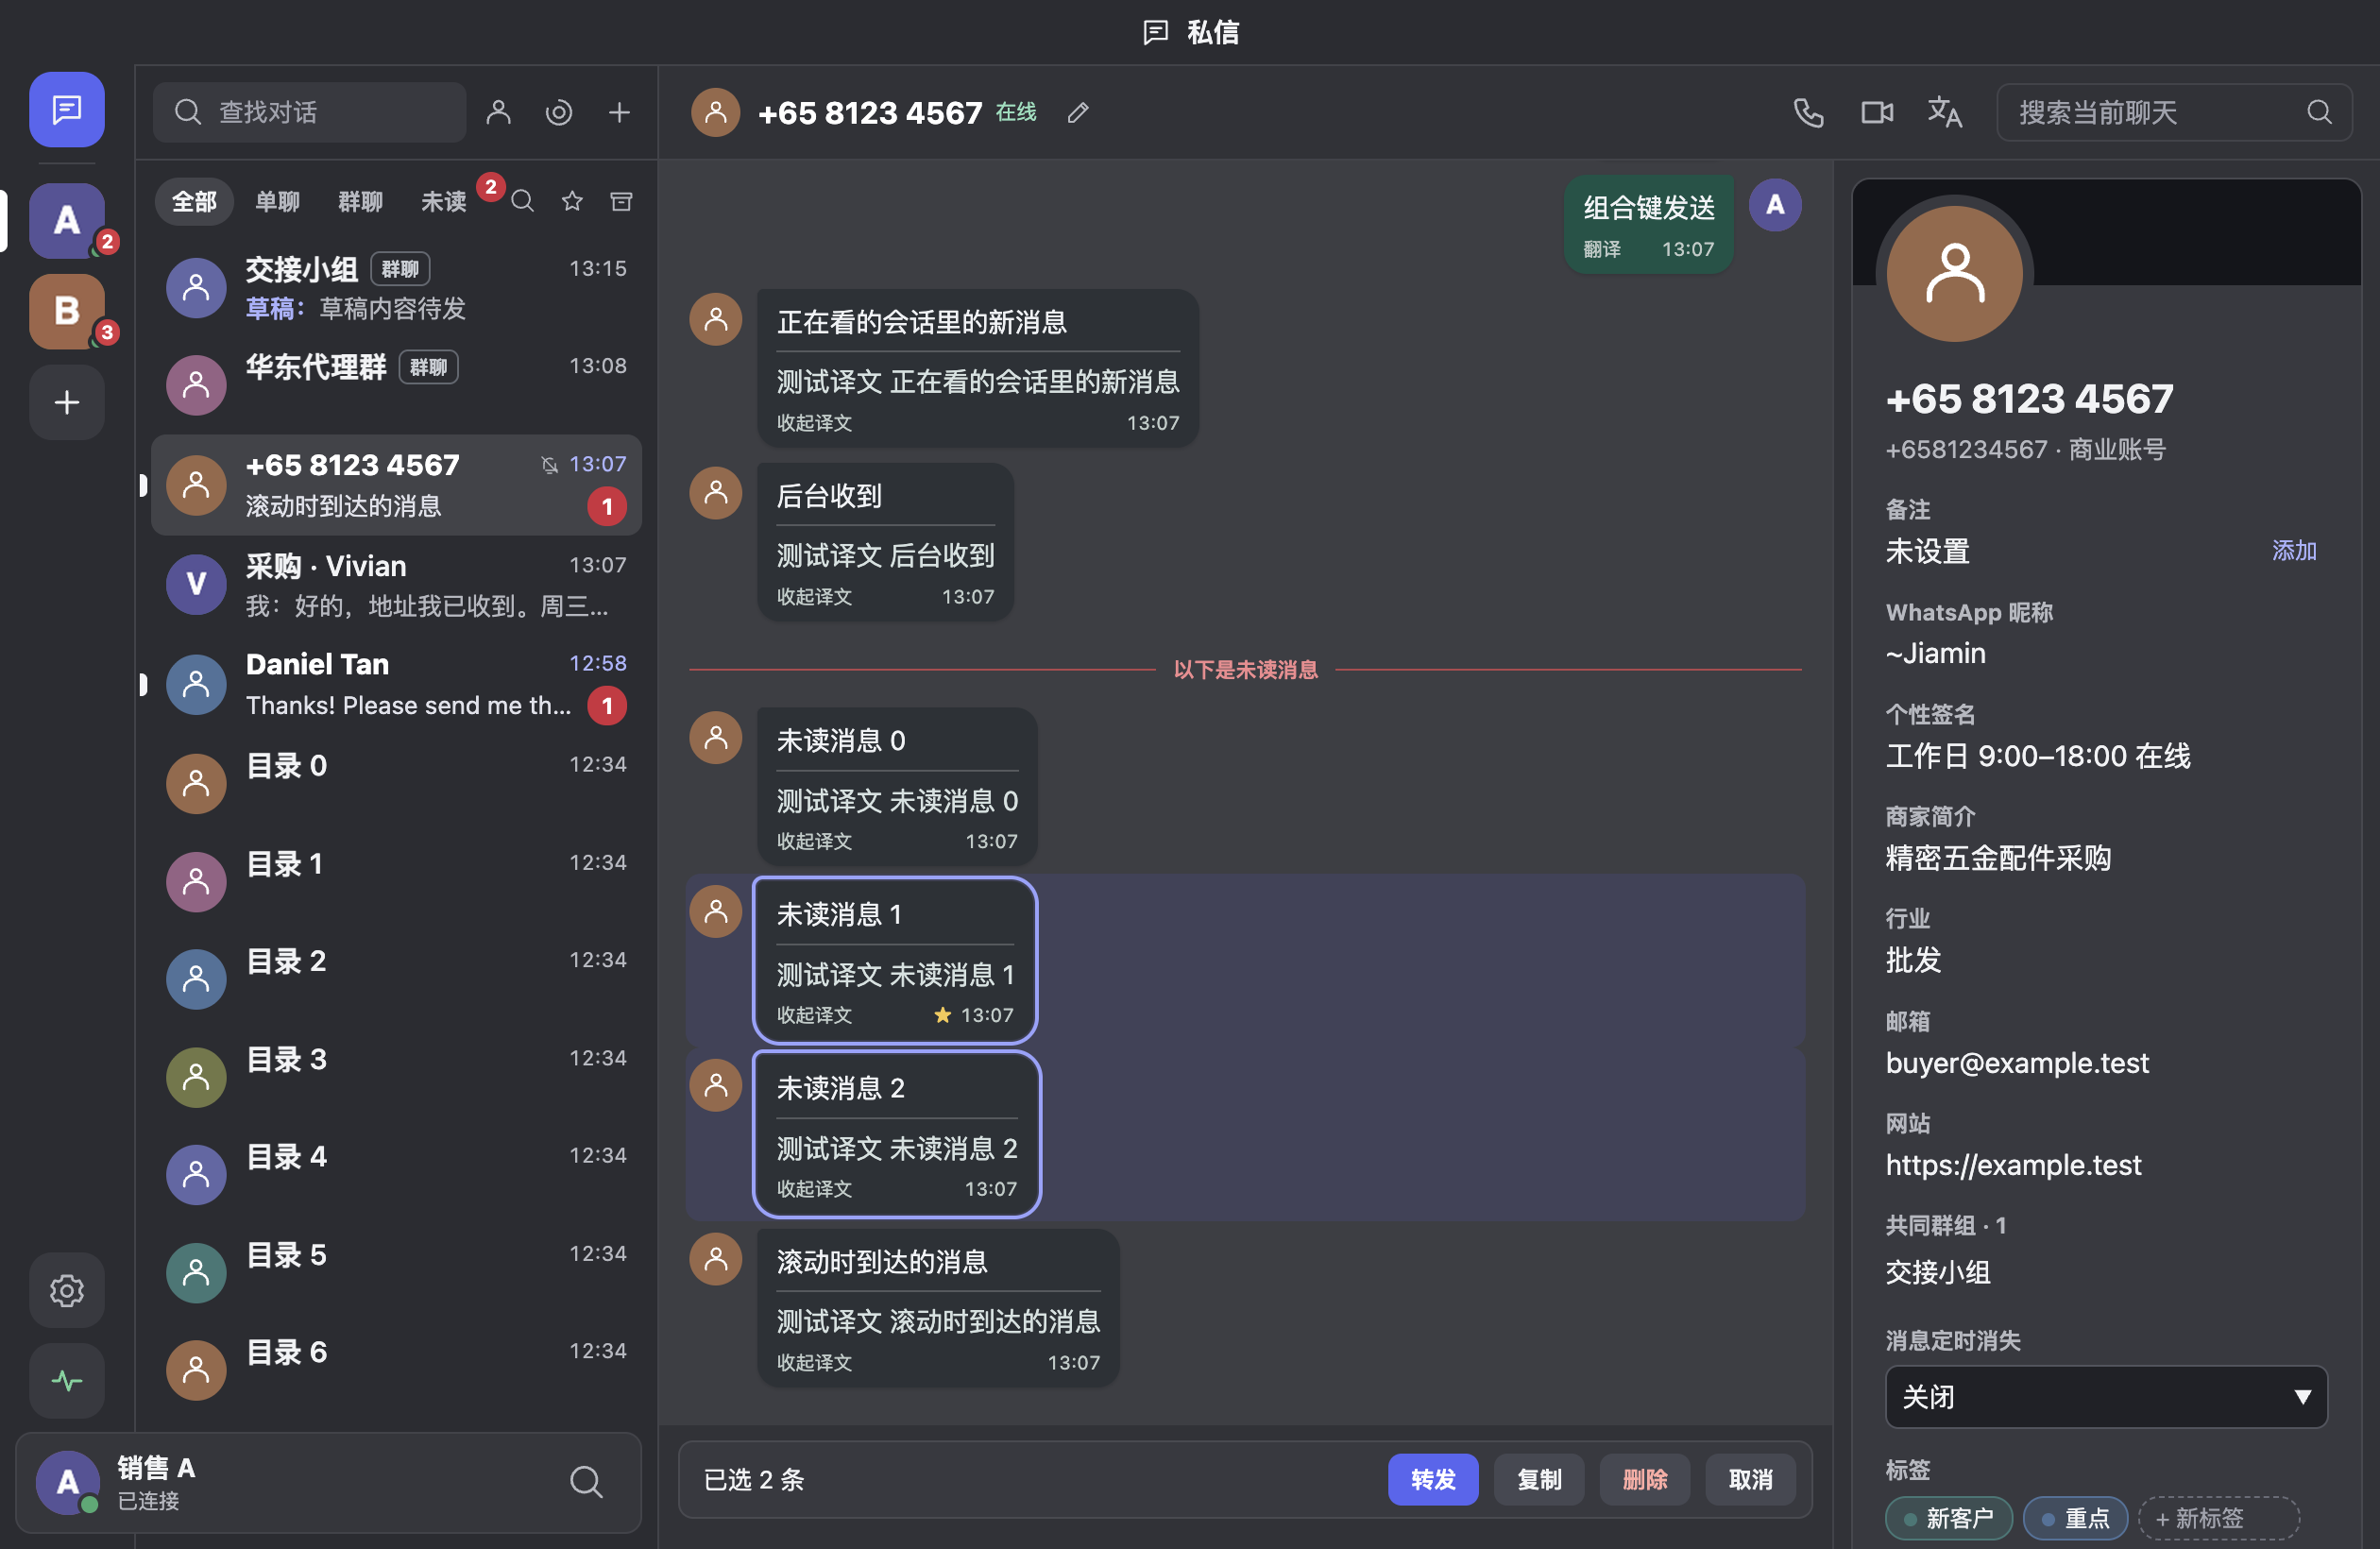 私信
A
2
B
3
查找对话
全部
单聊
群聊
未读
2
交接小组
群聊
13:15
草稿：草稿内容待发
华东代理群
群聊
13:08
+65 8123 4567
13:07
滚动时到达的消息
1
V
采购 · Vivian
13:07
我：好的，地址我已收到。周三...
Daniel Tan
12:58
Thanks! Please send me th...
1
目录 0
12:34
目录 1
12:34
目录 2
12:34
目录 3
12:34
目录 4
12:34
目录 5
12:34
目录 6
12:34
A
销售 A
已连接
+65 8123 4567
在线
搜索当前聊天
组合键发送
翻译
13:07
A
正在看的会话里的新消息
测试译文 正在看的会话里的新消息
收起译文
13:07
后台收到
测试译文 后台收到
收起译文
13:07
以下是未读消息
未读消息 0
测试译文 未读消息 0
收起译文
13:07
未读消息 1
测试译文 未读消息 1
收起译文
13:07
未读消息 2
测试译文 未读消息 2
收起译文
13:07
滚动时到达的消息
测试译文 滚动时到达的消息
收起译文
13:07
已选 2 条
转发
复制
删除
取消
+65 8123 4567
+6581234567 · 商业账号
备注
未设置
添加
WhatsApp 昵称
~Jiamin
个性签名
工作日 9:00–18:00 在线
商家简介
精密五金配件采购
行业
批发
邮箱
buyer@example.test
网站
https://example.test
共同群组 · 1
交接小组
消息定时消失
关闭
标签
新客户
重点
+ 新标签